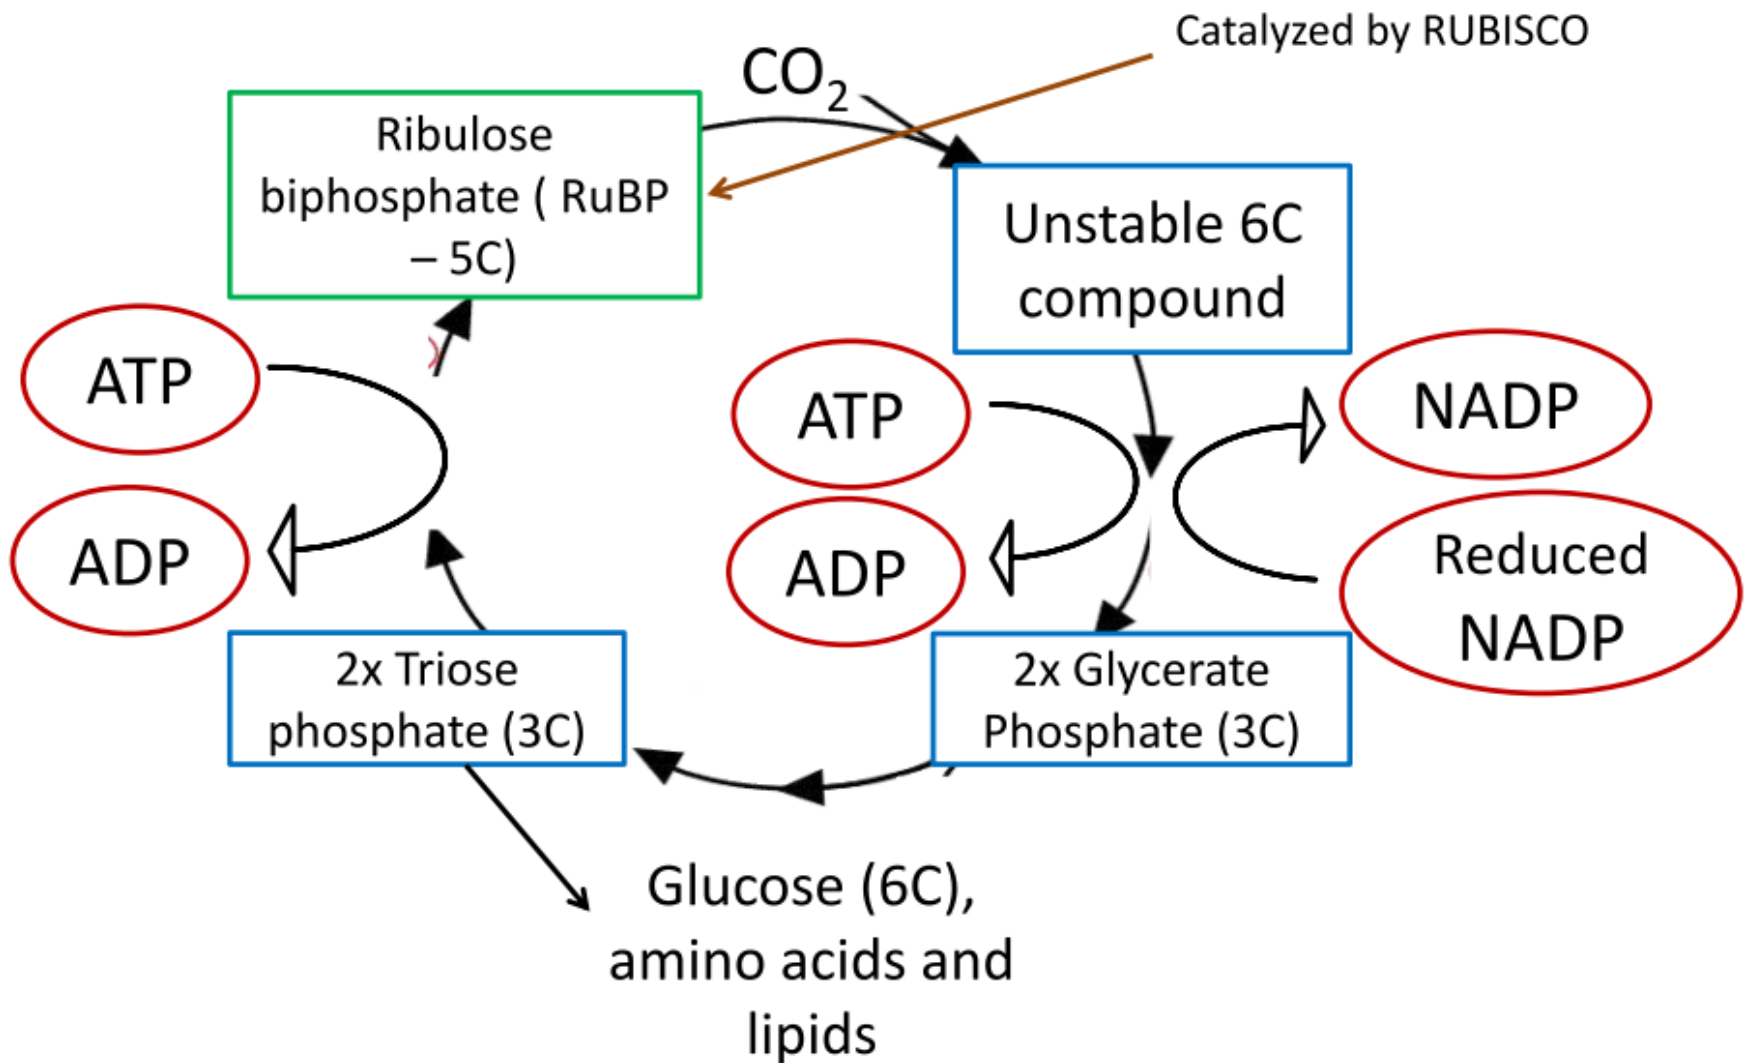 Catalyzed by RUBISCO
CO₂
Ribulose
biphosphate ( RuBP
– 5C)
Unstable 6C
compound
ATP
ADP
ATP
ADP
NADP
Reduced
NADP
2x Triose
phosphate (3C)
2x Glycerate
Phosphate (3C)
Glucose (6C),
amino acids and
lipids